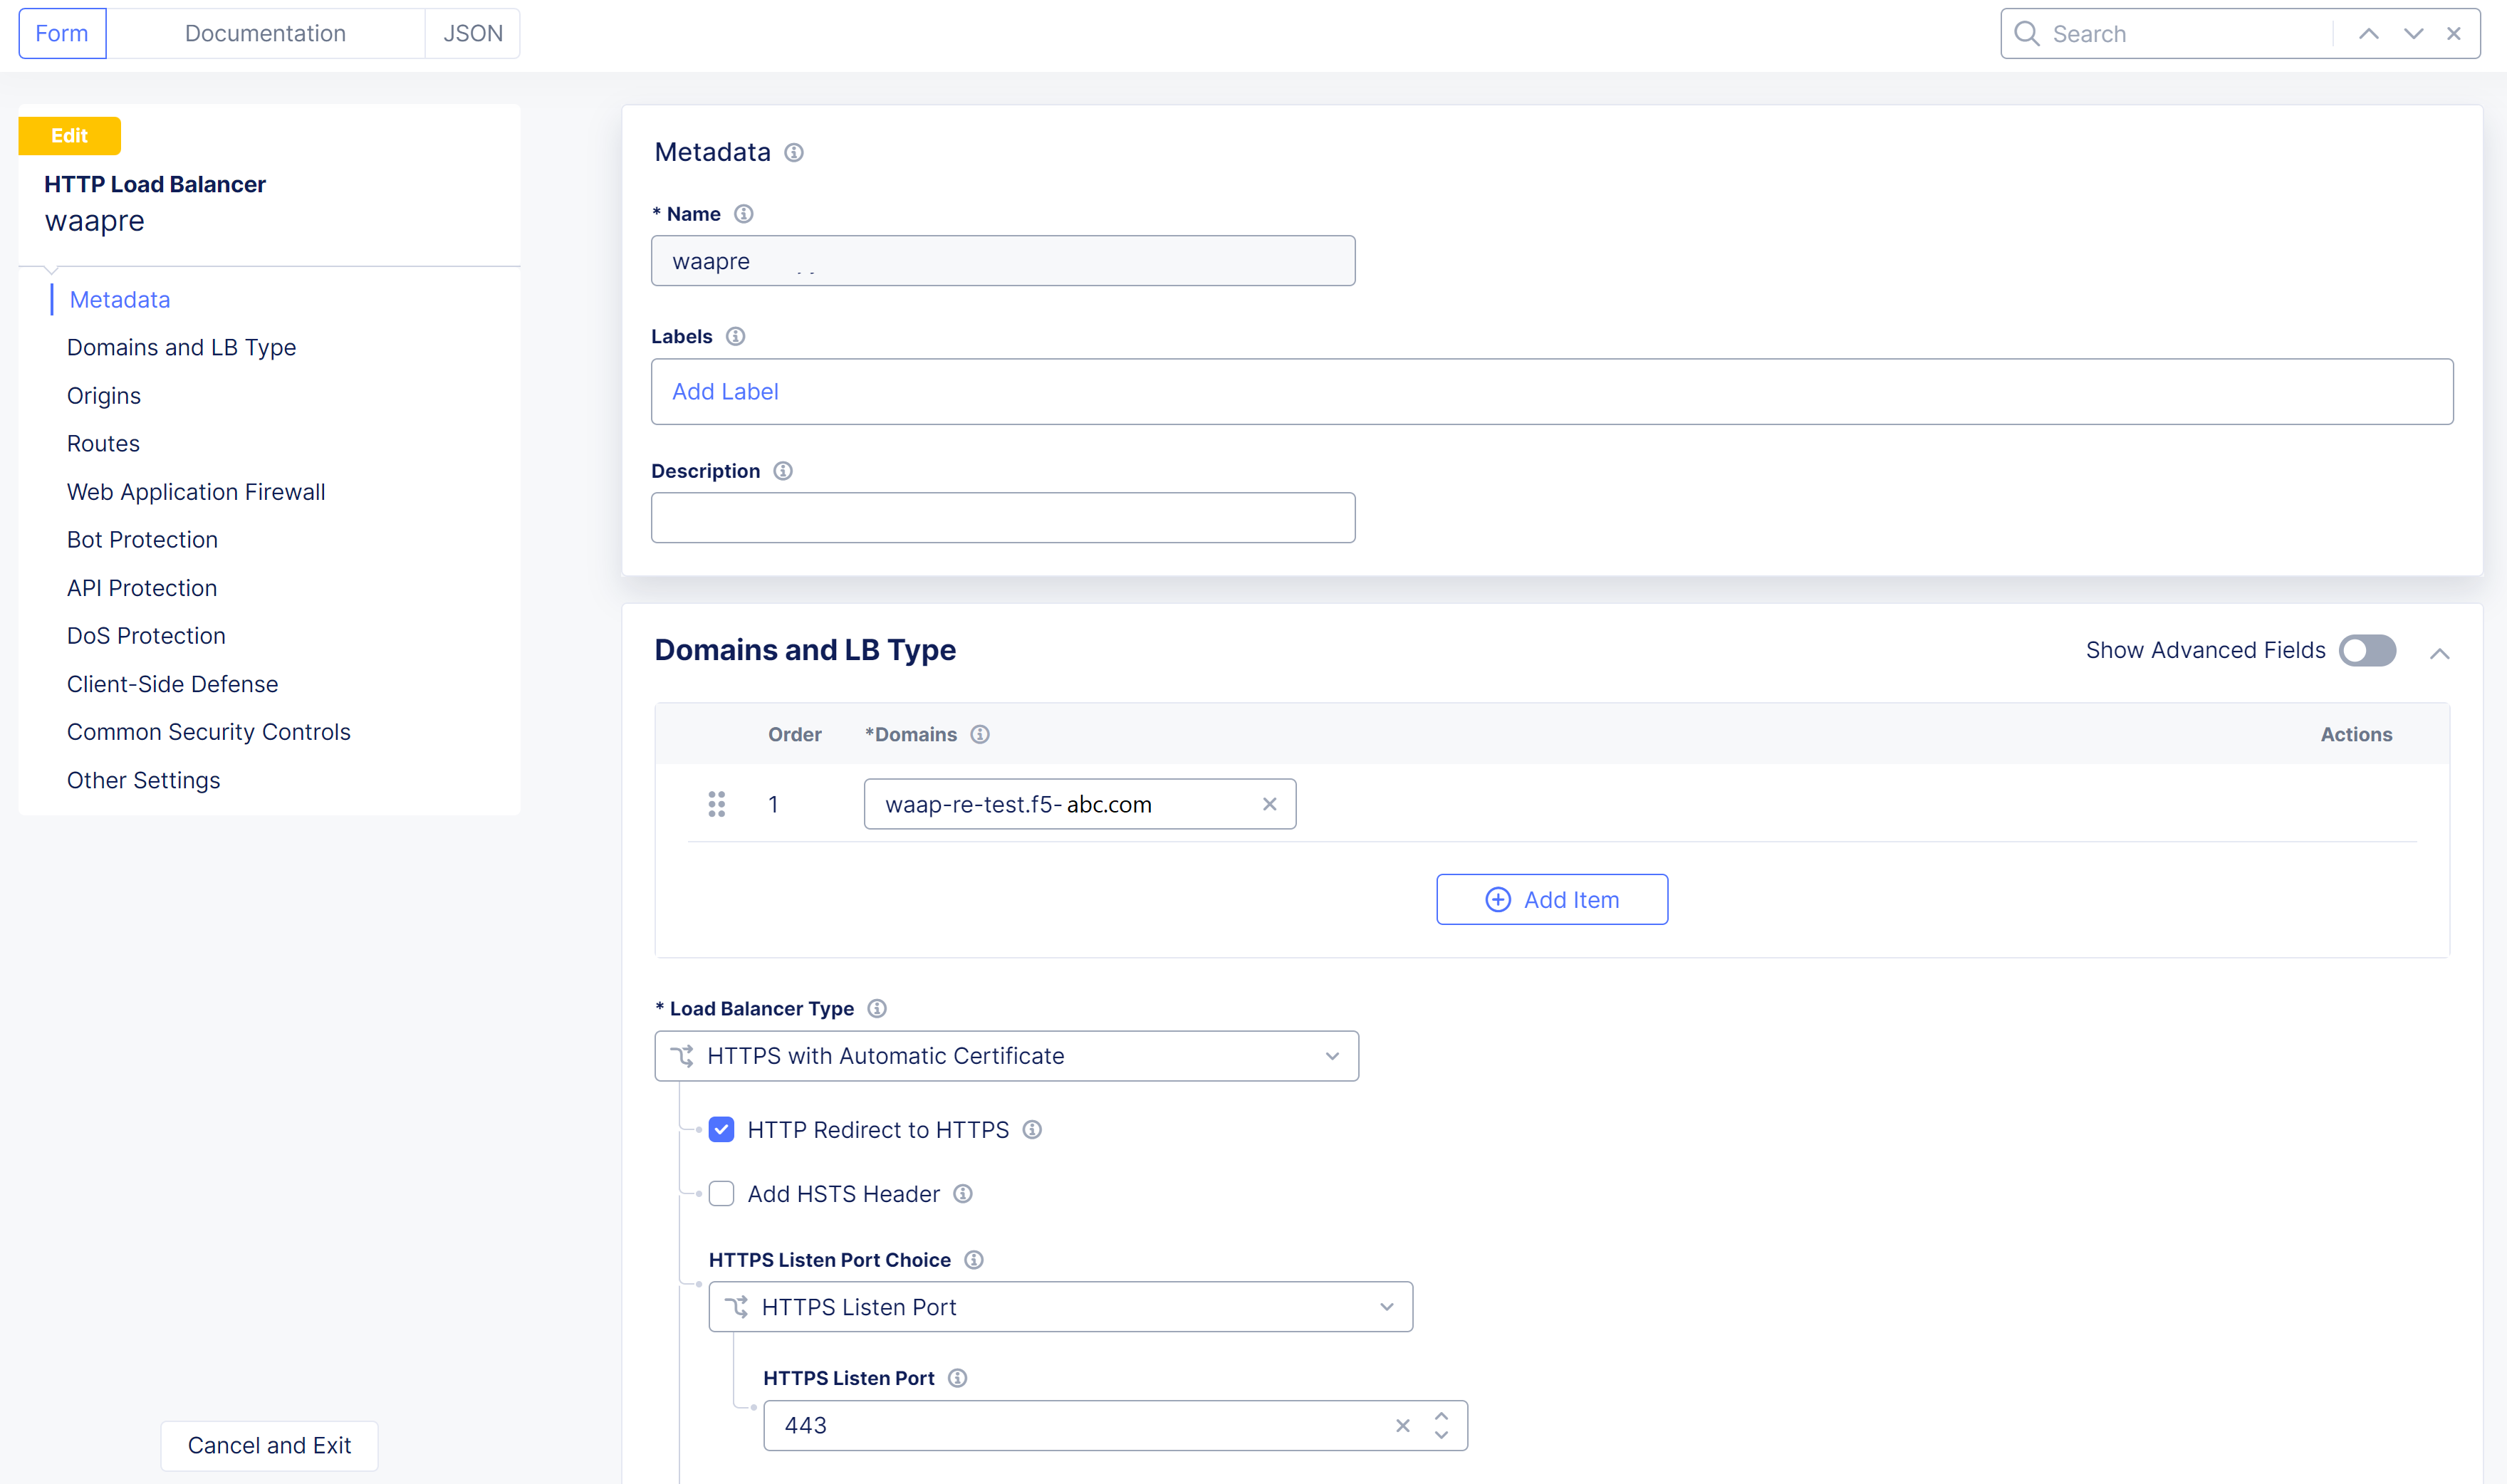 Form
Documentation
JSON
Search
Edit
HTTP Load Balancer
waapre
Metadata
Domains and LB Type
Origins
Routes
Web Application Firewall
Bot Protection
API Protection
DoS Protection
Client-Side Defense
Common Security Controls
Other Settings
Cancel and Exit
Metadata
* Name
waapre
Labels
Add Label
Description
Domains and LB Type
Show Advanced Fields
Order *Domains Actions
1 waap-re-test.f5-abc.com
Add Item
* Load Balancer Type
HTTPS with Automatic Certificate
HTTP Redirect to HTTPS
Add HSTS Header
HTTPS Listen Port Choice
HTTPS Listen Port
HTTPS Listen Port
443